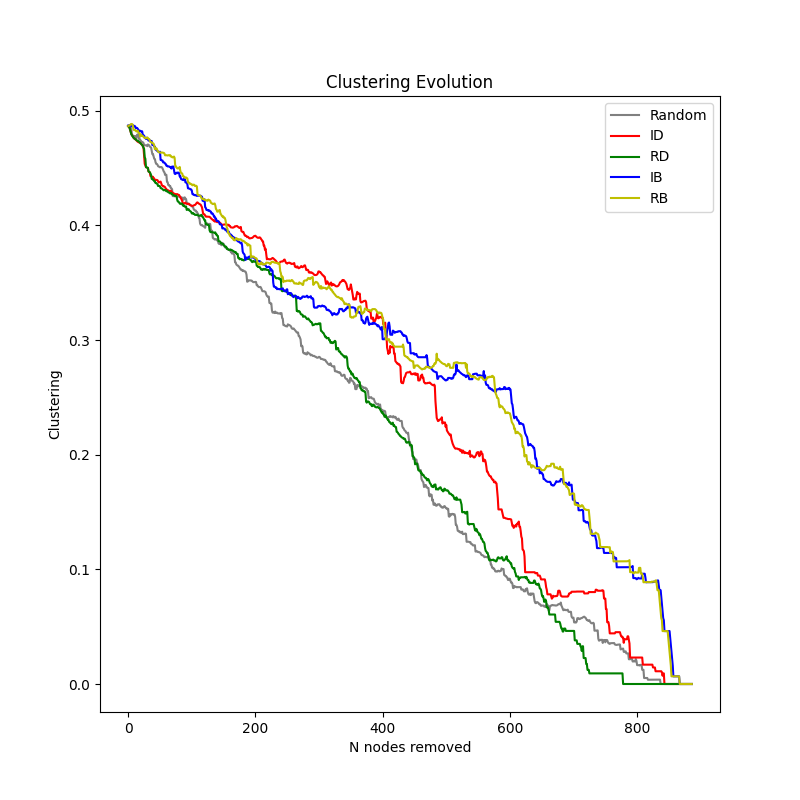 Clustering Evolution
0.5
0.4
0.3
0.2
0.1
0.0
Clustering
0
200
400
600
800
N nodes removed
Random
ID
RD
IB
RB